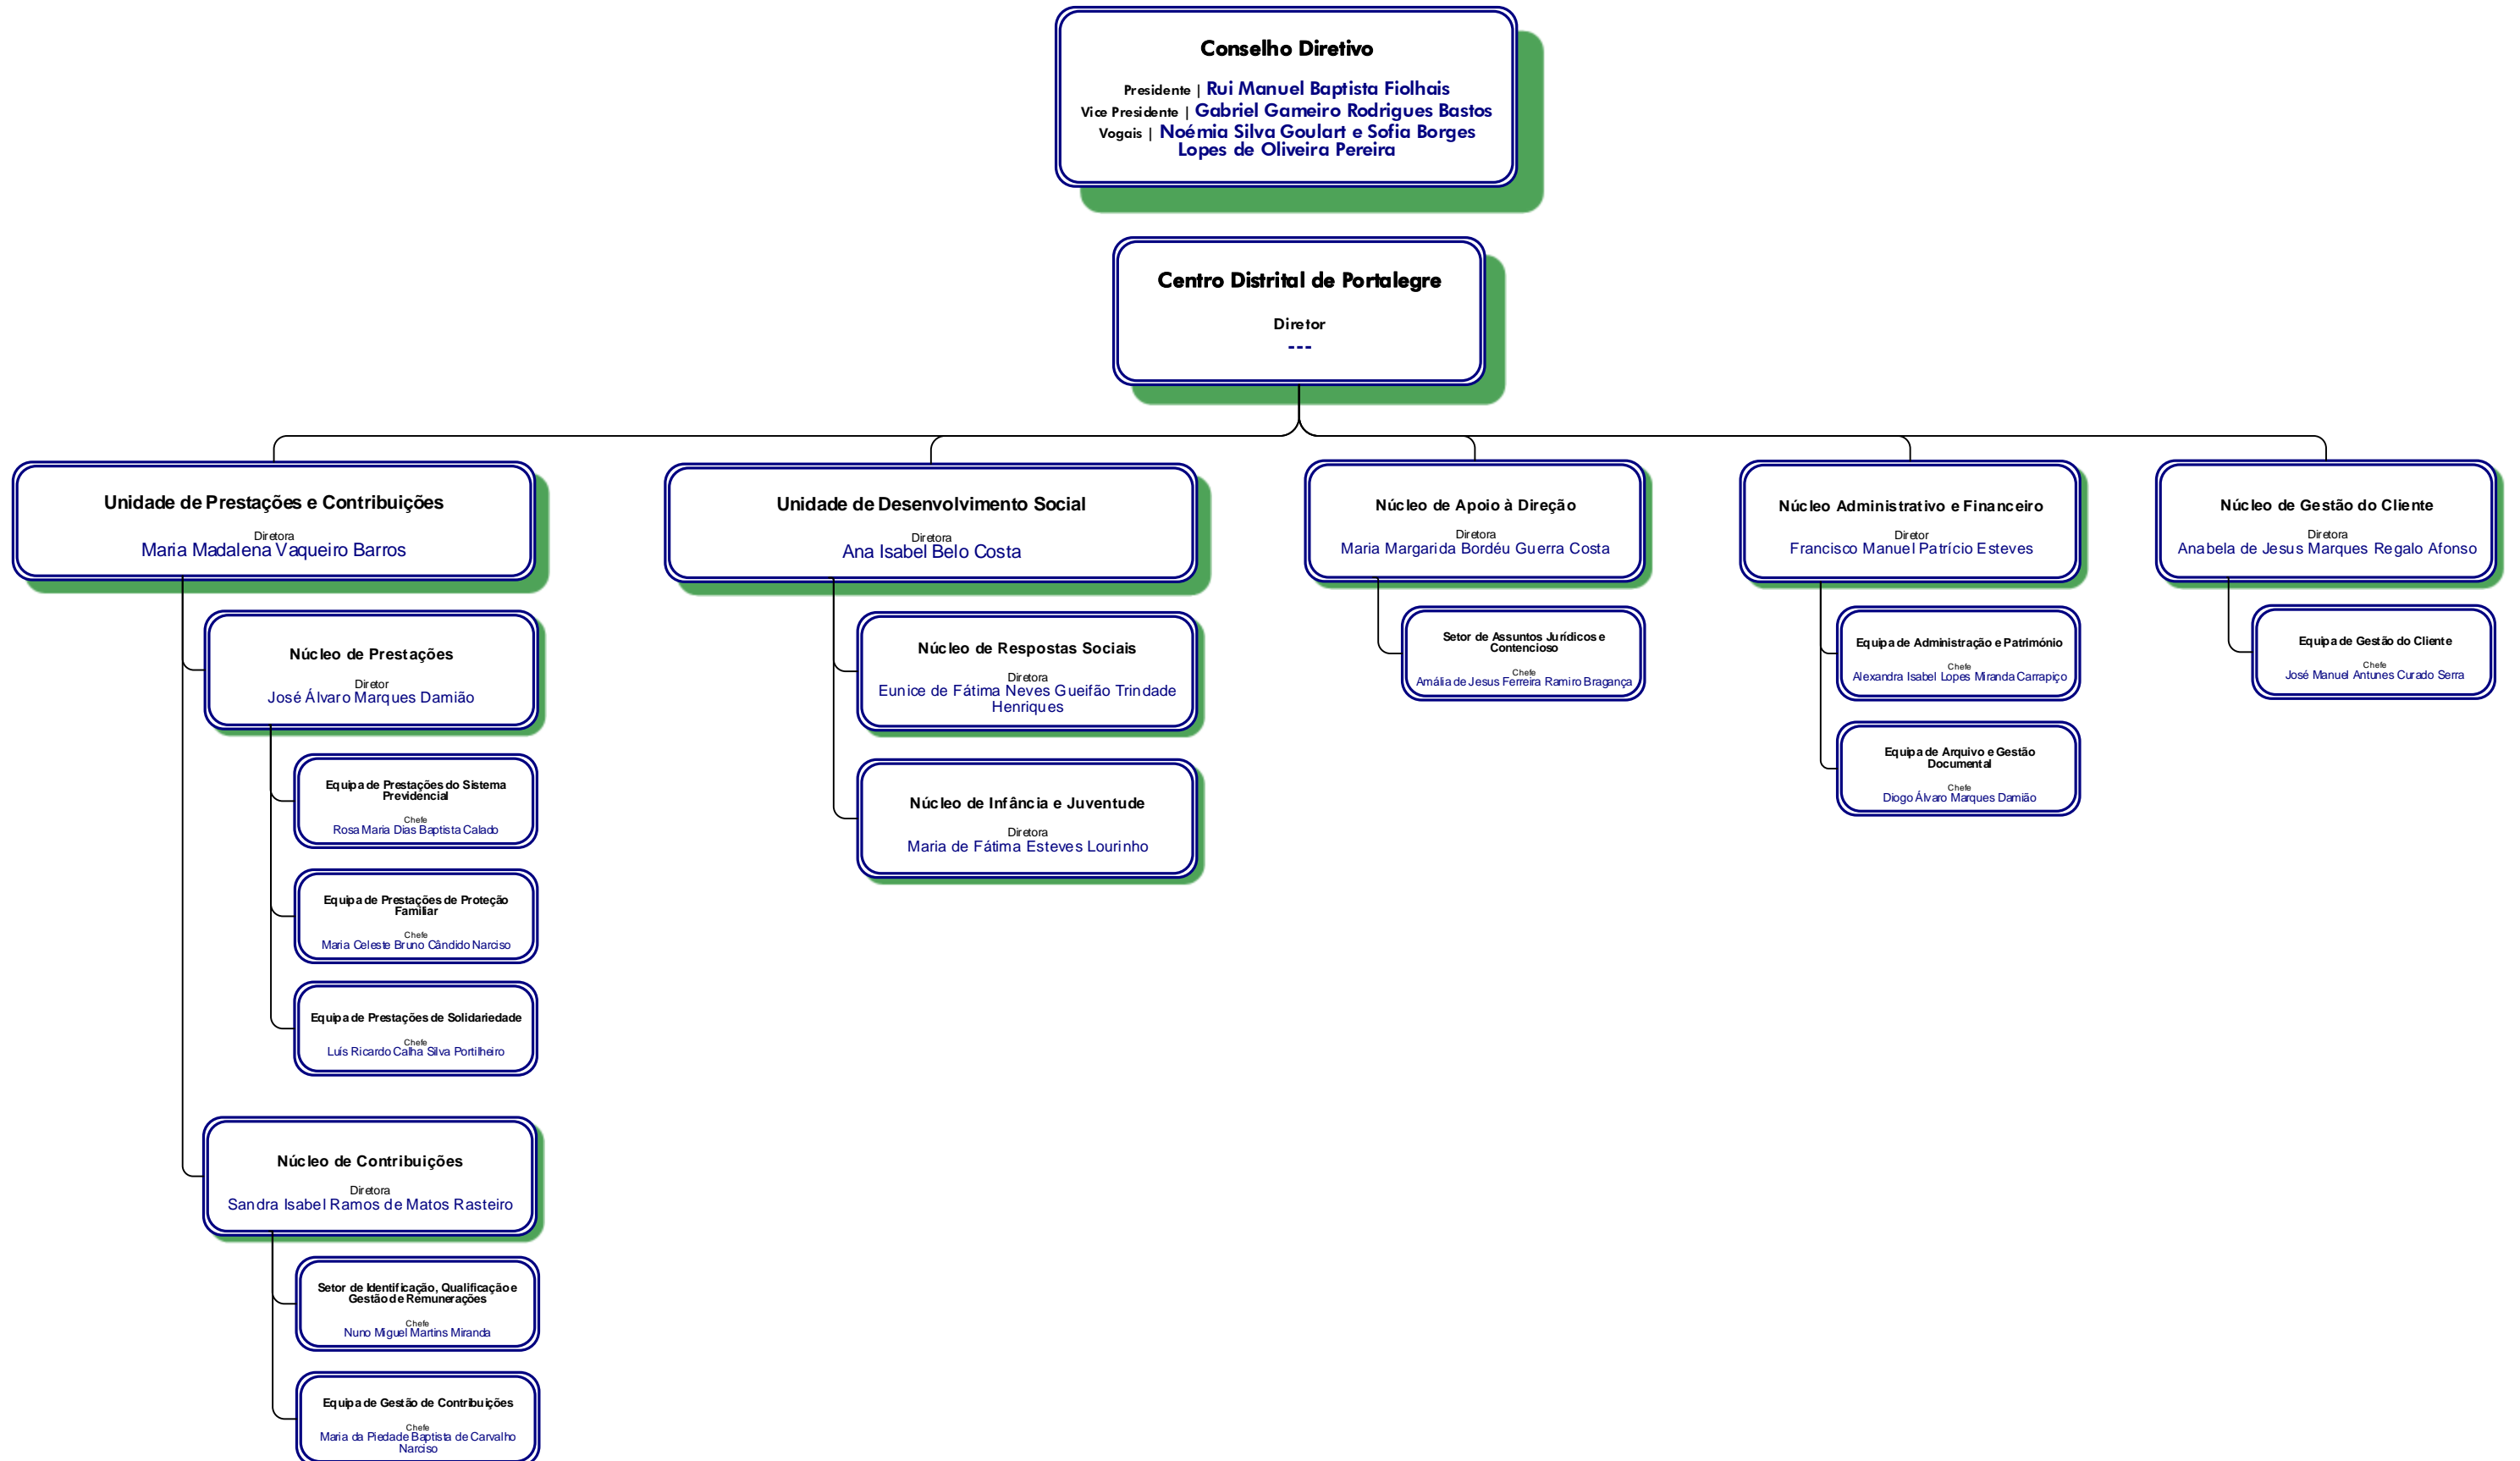 Conselho Diretivo
Presidente | Rui Manuel Baptista Fiolhais
Vice Presidente | Gabriel Gameiro Rodrigues Bastos
Vogais | Noémia Silva Goulart e Sofia Borges
Lopes de Oliveira Pereira
Centro Distrital de Portalegre
Diretor
---
Unidade de Prestações e Contribuições
Diretora
Maria Madalena Vaqueiro Barros
Núcleo de Prestações
Diretor
José Álvaro Marques Damião
Equipa de Prestações do Sistema
Previdencial
Chefe
Rosa Maria Dias Baptista Calado
Equipa de Prestações de Proteção
Familiar
Chefe
Maria Celeste Bruno Cândido Narciso
Equipa de Prestações de Solidariedade
Chefe
Luís Ricardo Calha Silva Portilheiro
Núcleo de Contribuições
Diretora
Sandra Isabel Ramos de Matos Rasteiro
Setor de Identificação, Qualificação e
Gestão de Remunerações
Chefe
Nuno Miguel Martins Miranda
Equipa de Gestão de Contribuições
Chefe
Maria da Piedade Baptista de Carvalho
Narciso
Unidade de Desenvolvimento Social
Diretora
Ana Isabel Belo Costa
Núcleo de Respostas Sociais
Diretora
Eunice de Fátima Neves Gueifão Trindade
Henriques
Núcleo de Infância e Juventude
Diretora
Maria de Fátima Esteves Lourinho
Núcleo de Apoio à Direção
Diretora
Maria Margarida Bordéu Guerra Costa
Setor de Assuntos Jurídicos e
Contencioso
Chefe
Amália de Jesus Ferreira Ramiro Bragança
Núcleo Administrativo e Financeiro
Diretor
Francisco Manuel Patrício Esteves
Equipa de Administração e Património
Chefe
Alexandra Isabel Lopes Miranda Carrapiço
Equipa de Arquivo e Gestão
Documental
Chefe
Diogo Álvaro Marques Damião
Núcleo de Gestão do Cliente
Diretora
Anabela de Jesus Marques Regalo Afonso
Equipa de Gestão do Cliente
Chefe
José Manuel Antunes Curado Serra